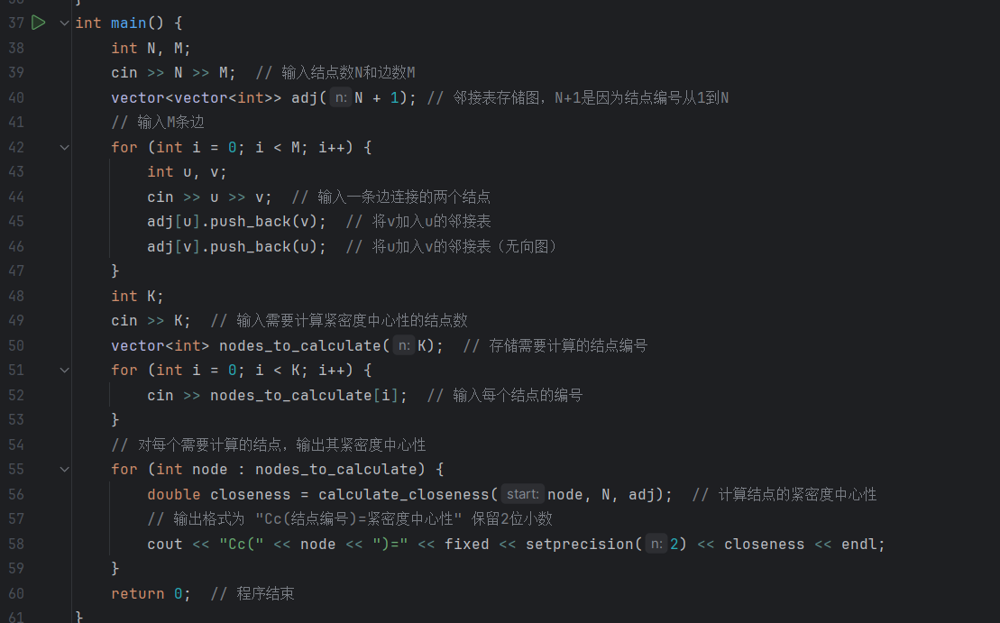 37 int main() {
38 int N, M;
39 cin >> N >> M;  // 输入结点数N和边数M
40 vector<vector<int>> adj( n: N + 1); // 邻接表存储图，N+1是因为结点编号从1到N
41 // 输入M条边
42 for (int i = 0; i < M; i++) {
43 int u, v;
44 cin >> u >> v;  // 输入一条边连接的两个结点
45 adj[u].push_back(v);  // 将v加入u的邻接表
46 adj[v].push_back(u);  // 将u加入v的邻接表（无向图）
47 }
48 int K;
49 cin >> K;  // 输入需要计算紧密度中心性的结点数
50 vector<int> nodes_to_calculate( n: K);  // 存储需要计算的结点编号
51 for (int i = 0; i < K; i++) {
52 cin >> nodes_to_calculate[i];  // 输入每个结点的编号
53 }
54 // 对每个需要计算的结点，输出其紧密度中心性
55 for (int node : nodes_to_calculate) {
56 double closeness = calculate_closeness( start: node, N, adj);  // 计算结点的紧密度中心性
57 // 输出格式为 "Cc(结点编号)=紧密度中心性" 保留2位小数
58 cout << "Cc(" << node << ")=" << fixed << setprecision( n: 2) << closeness << endl;
59 }
60 return 0;  // 程序结束
61 }